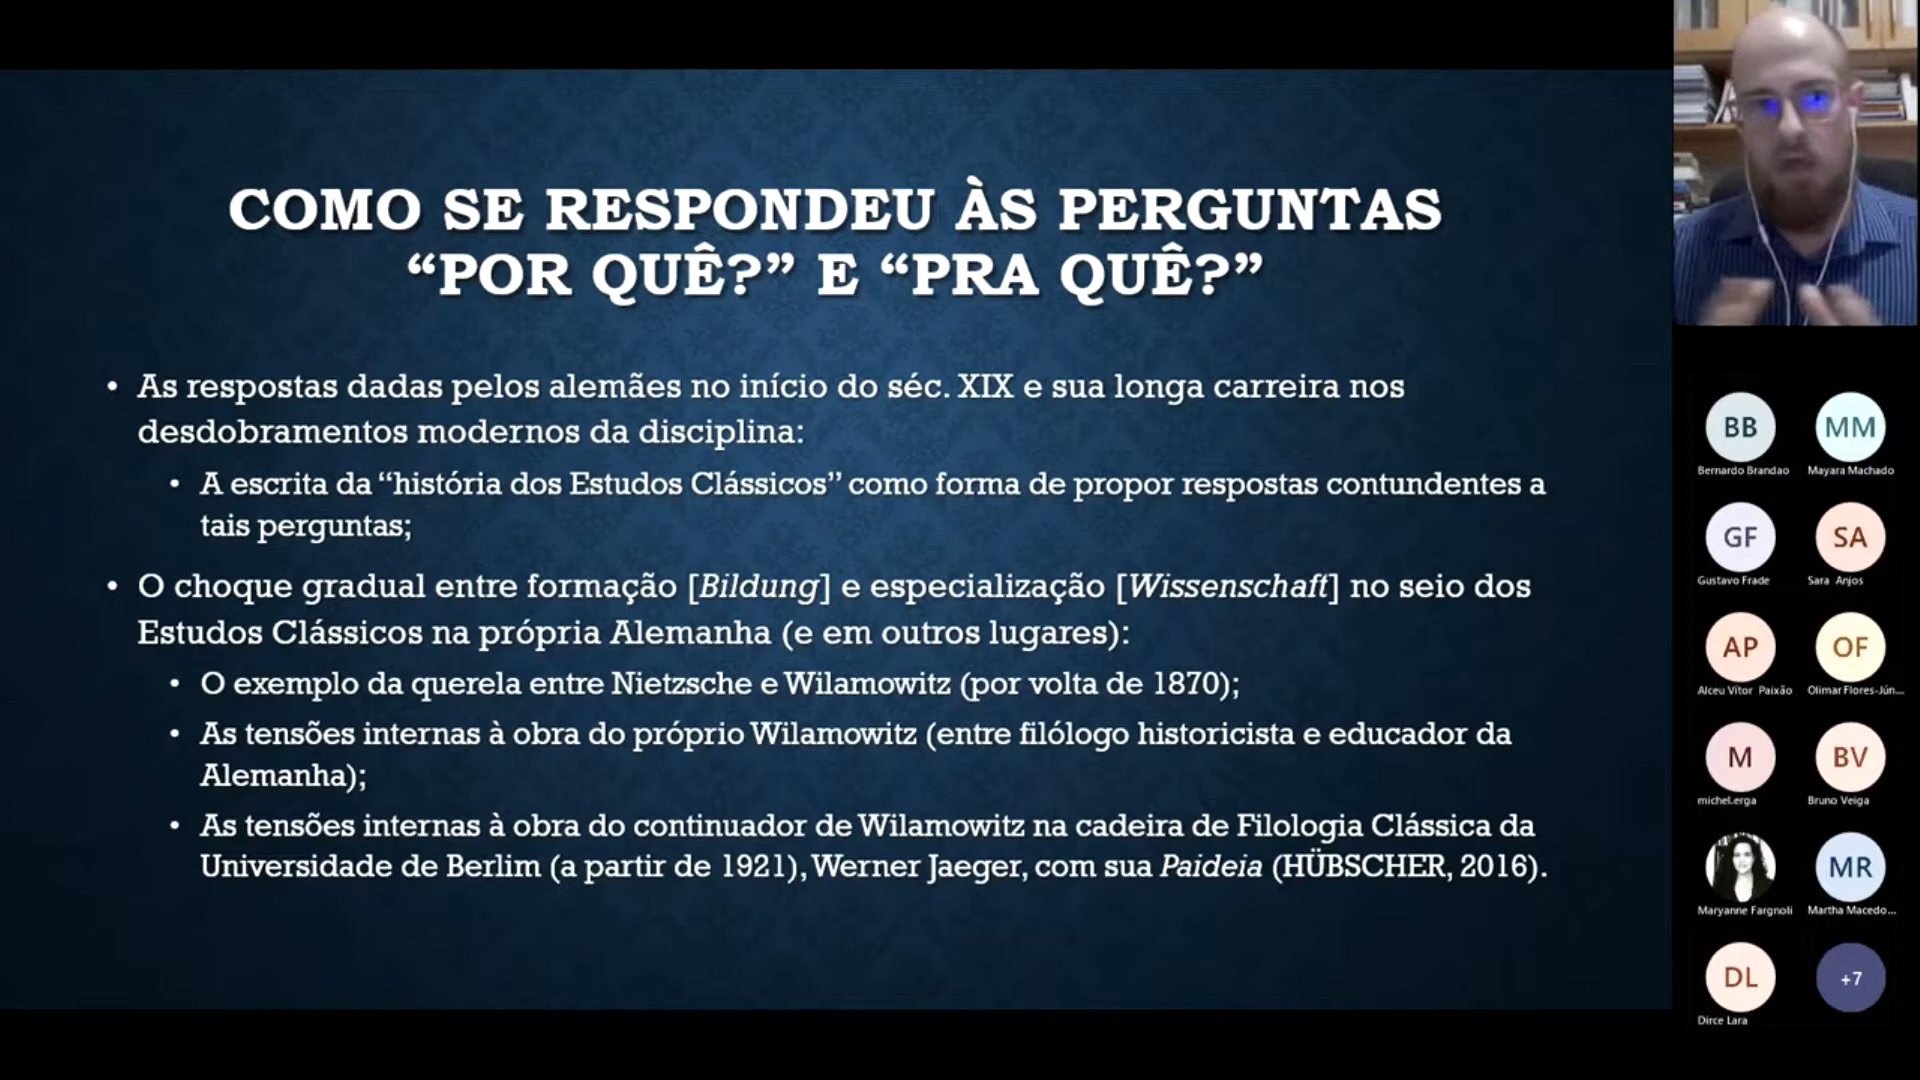 COMO SE RESPONDEU ÀS PERGUNTAS
“POR QUÊ?” E “PRA QUÊ?”
• As respostas dadas pelos alemães no início do séc. XIX e sua longa carreira nos
desdobramentos modernos da disciplina:
• A escrita da “história dos Estudos Clássicos” como forma de propor respostas contundentes a
tais perguntas;
• O choque gradual entre formação [Bildung] e especialização [Wissenschaft] no seio dos
Estudos Clássicos na própria Alemanha (e em outros lugares):
• O exemplo da querela entre Nietzsche e Wilamowitz (por volta de 1870);
• As tensões internas à obra do próprio Wilamowitz (entre filólogo historicista e educador da
Alemanha);
• As tensões internas à obra do continuador de Wilamowitz na cadeira de Filologia Clássica da
Universidade de Berlim (a partir de 1921), Werner Jaeger, com sua Paideia (HÜBSCHER, 2016).
BB MM
Bernardo Brandao Mayara Machado
GF SA
Gustavo Frade Sara Anjos
AP OF
Alceu Vítor Paixão Olimar Flores-Jún...
M BV
michel.erga Bruno Veiga
MR
Maryanne Fargnoli Martha Macedo...
DL +7
Dirce Lara